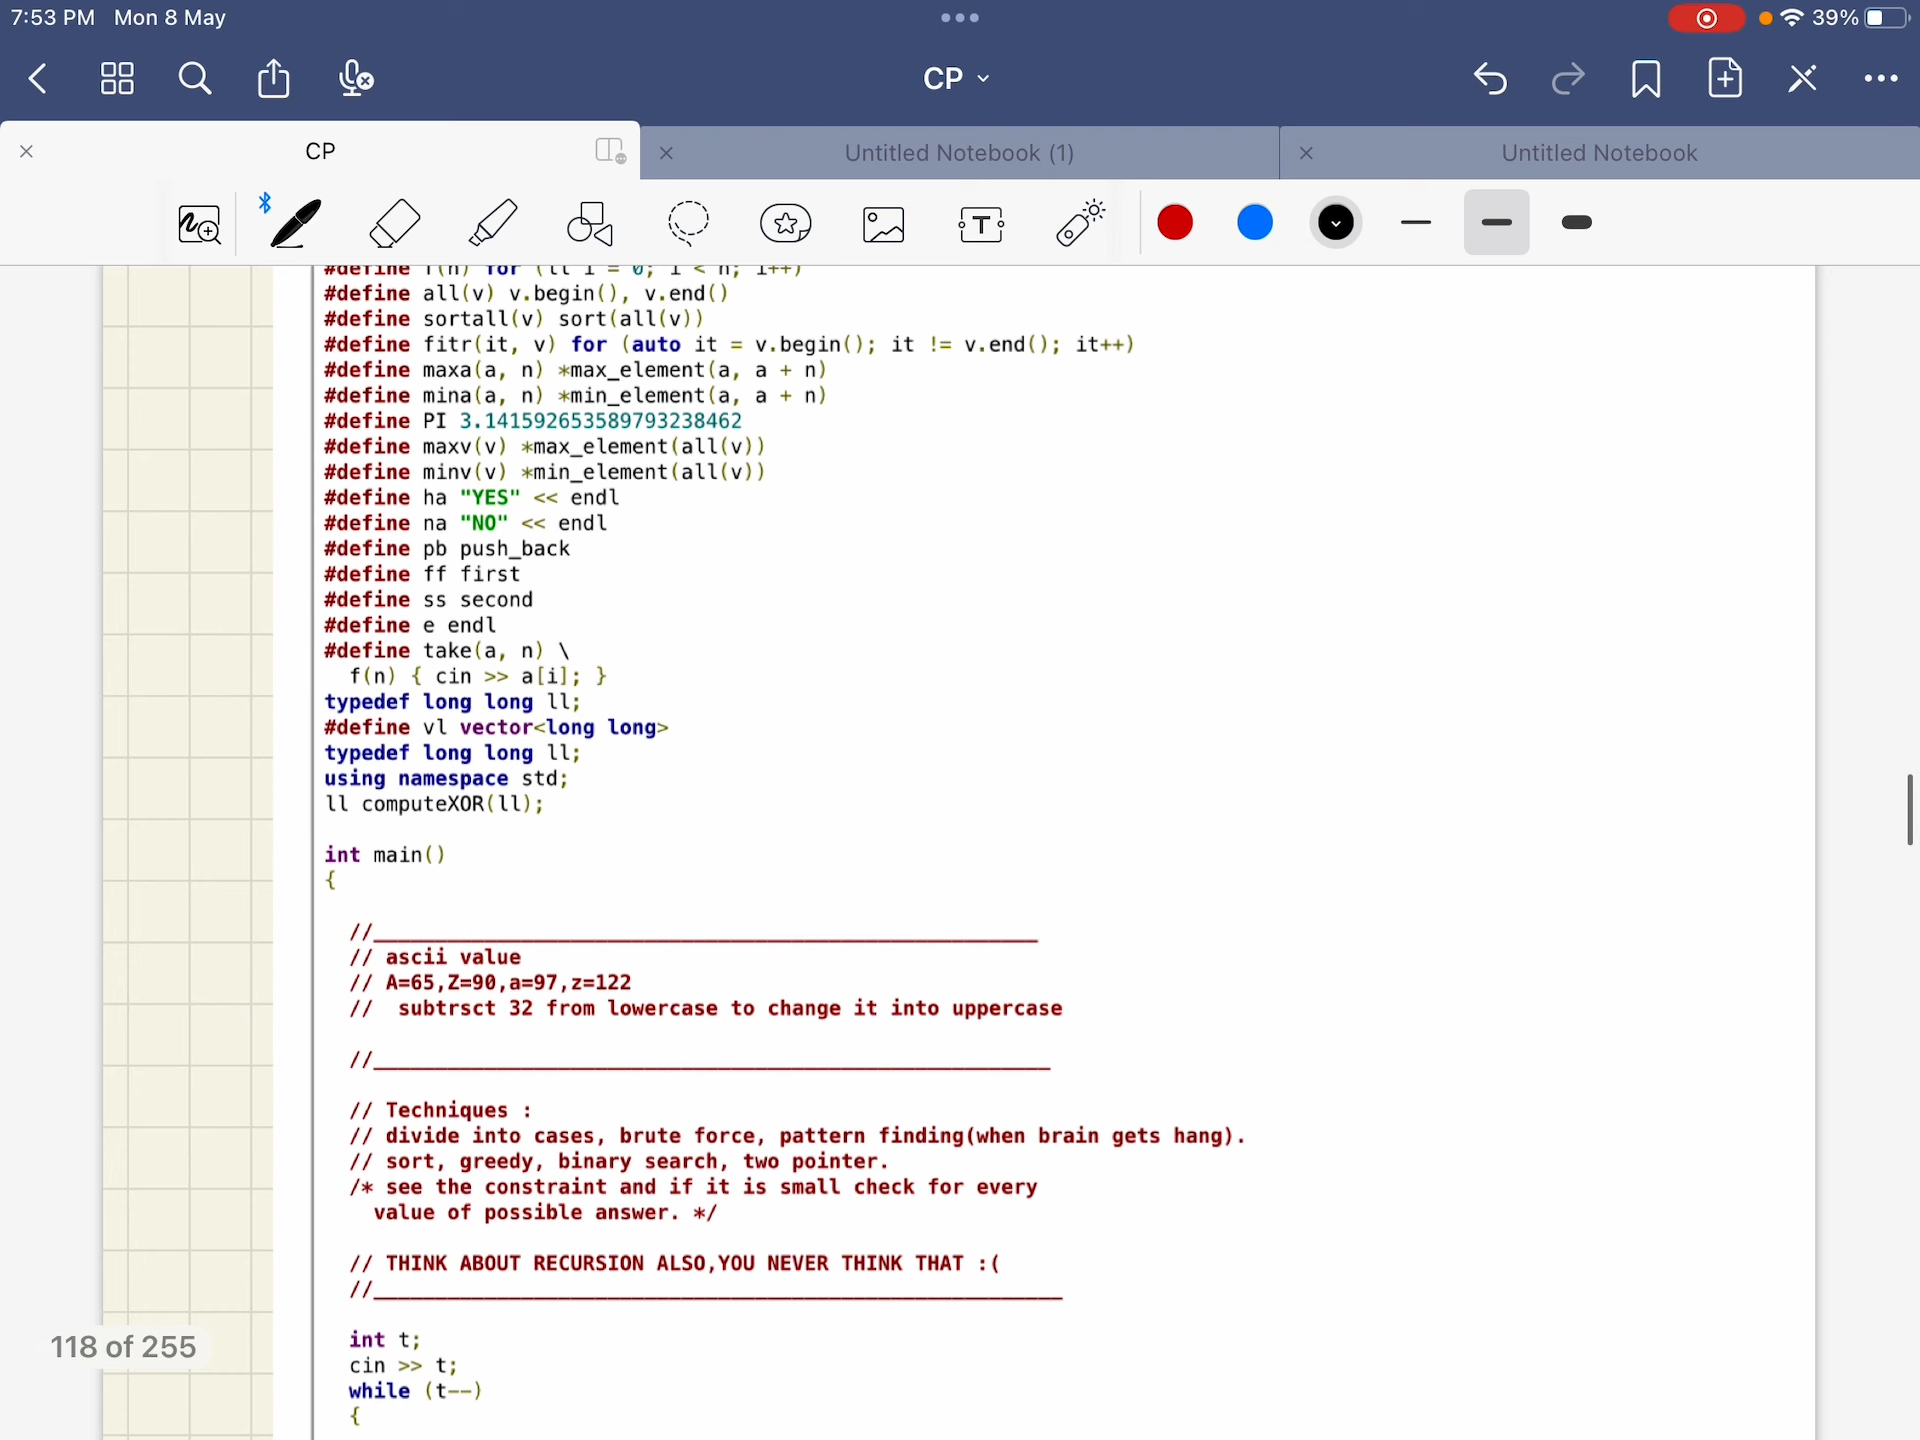 7:53 PM Mon 8 May
39%
CP
CP
Untitled Notebook (1)
Untitled Notebook
T
#define f(n) for (ll i = 0; i < n; i++)
#define all(v) v.begin(), v.end()
#define sortall(v) sort(all(v))
#define fitr(it, v) for (auto it = v.begin(); it != v.end(); it++)
#define maxa(a, n) *max_element(a, a + n)
#define mina(a, n) *min_element(a, a + n)
#define PI 3.141592653589793238462
#define maxv(v) *max_element(all(v))
#define minv(v) *min_element(all(v))
#define ha "YES" << endl
#define na "NO" << endl
#define pb push_back
#define ff first
#define ss second
#define e endl
#define take(a, n) \
f(n) { cin >> a[i]; }
typedef long long ll;
#define vl vector<long long>
typedef long long ll;
using namespace std;
ll computeXOR(ll);
int main()
{
//______________________________________________________
// ascii value
// A=65,Z=90,a=97,z=122
//  subtrsct 32 from lowercase to change it into uppercase
//_______________________________________________________
// Techniques :
// divide into cases, brute force, pattern finding(when brain gets hang).
// sort, greedy, binary search, two pointer.
/* see the constraint and if it is small check for every
value of possible answer. */
// THINK ABOUT RECURSION ALSO,YOU NEVER THINK THAT :(
//________________________________________________________
int t;
cin >> t;
while (t--)
{
118 of 255